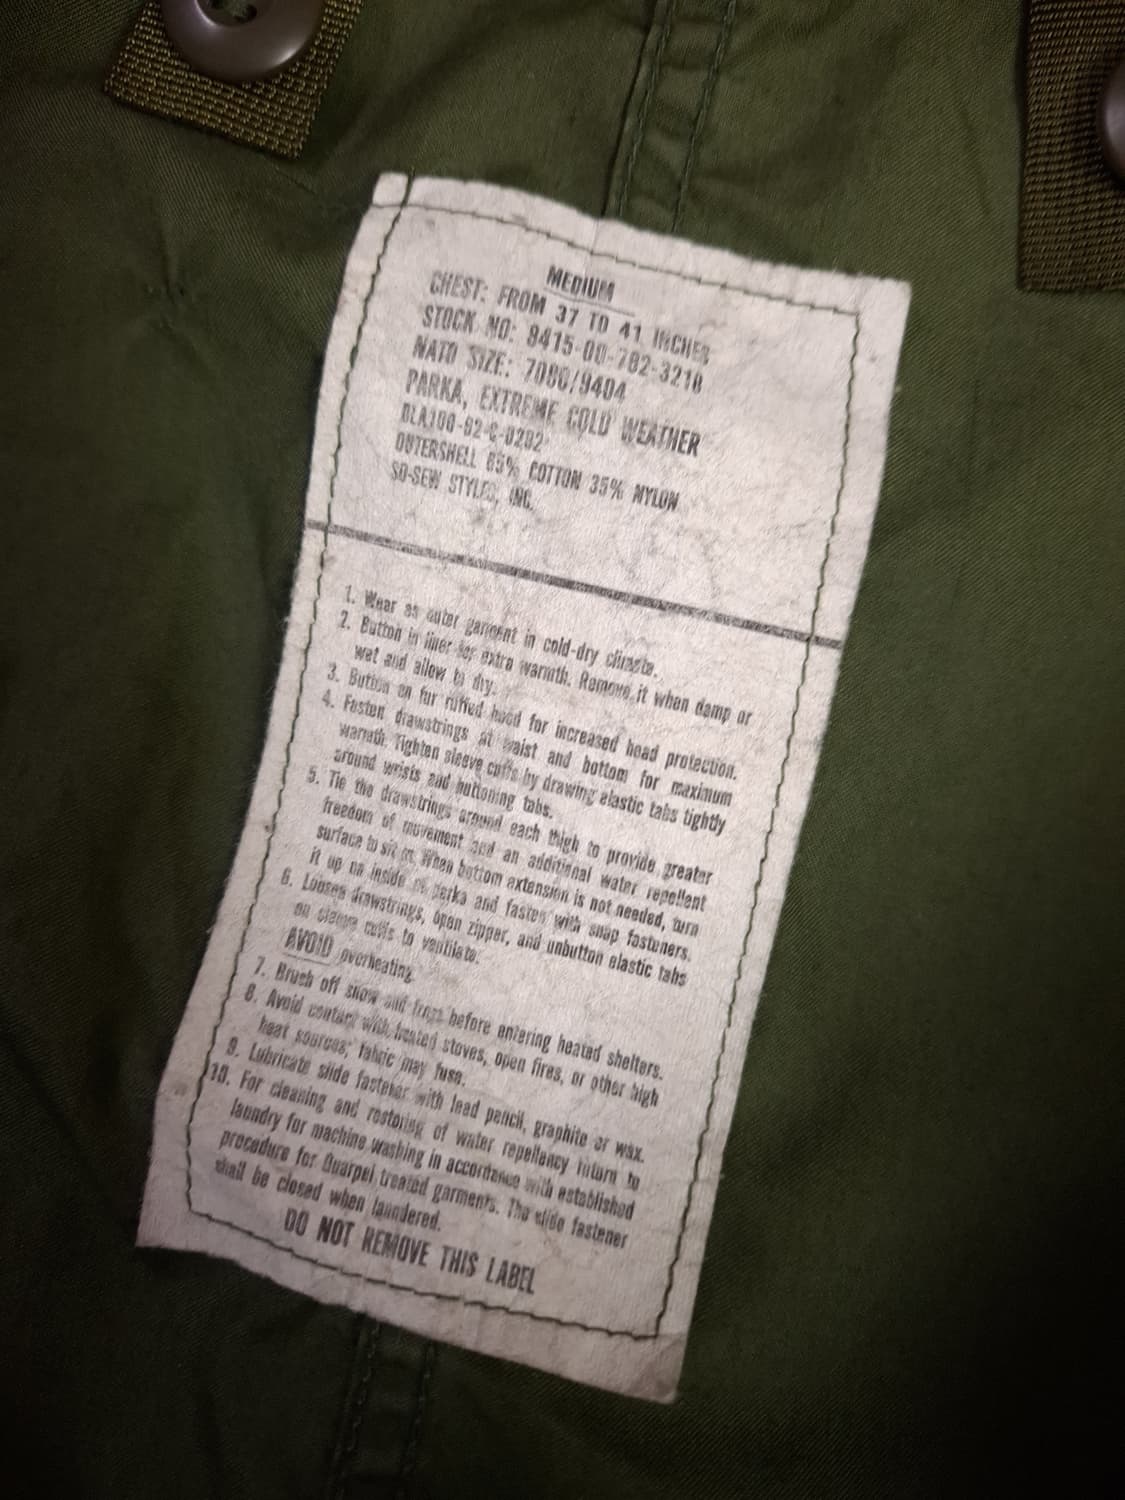 MEDIUM
CHEST: FROM 37 TO 41 INCHES
STOCK NO: 8415-00-782-3218
NATO SIZE: 7080/9404
PARKA, EXTREME COLD WEATHER
DLA100-82-C-0292
OUTERSHELL 65% COTTON 35% NYLON
SO-SEW STYLES, INC.
1. Wear as outer garment in cold-dry climate.
2. Button in liner for extra warmth. Remove it when damp or
wet and allow to dry.
3. Button on fur ruffed hood for increased head protection.
4. Fasten drawstrings at waist and bottom for maximum
warmth. Tighten sleeve cuffs by drawing elastic tabs tightly
around wrists and buttoning tabs.
5. Tie the drawstrings around each thigh to provide greater
freedom of movement and an additional water repellent
surface to sit on. When bottom extension is not needed, turn
it up on inside of parka and fasten with snap fasteners.
6. Loosen drawstrings, open zipper, and unbutton elastic tabs
on sleeve cuffs to ventilate.
AVOID overheating.
7. Brush off snow and frost before entering heated shelters.
8. Avoid contact with heated stoves, open fires, or other high
heat sources; fabric may fuse.
9. Lubricate slide fastener with lead pencil, graphite or wax.
10. For cleaning and restoring of water repellency return to
laundry for machine washing in accordance with established
procedure for Quarpel treated garments. The slide fastener
shall be closed when laundered.
DO NOT REMOVE THIS LABEL